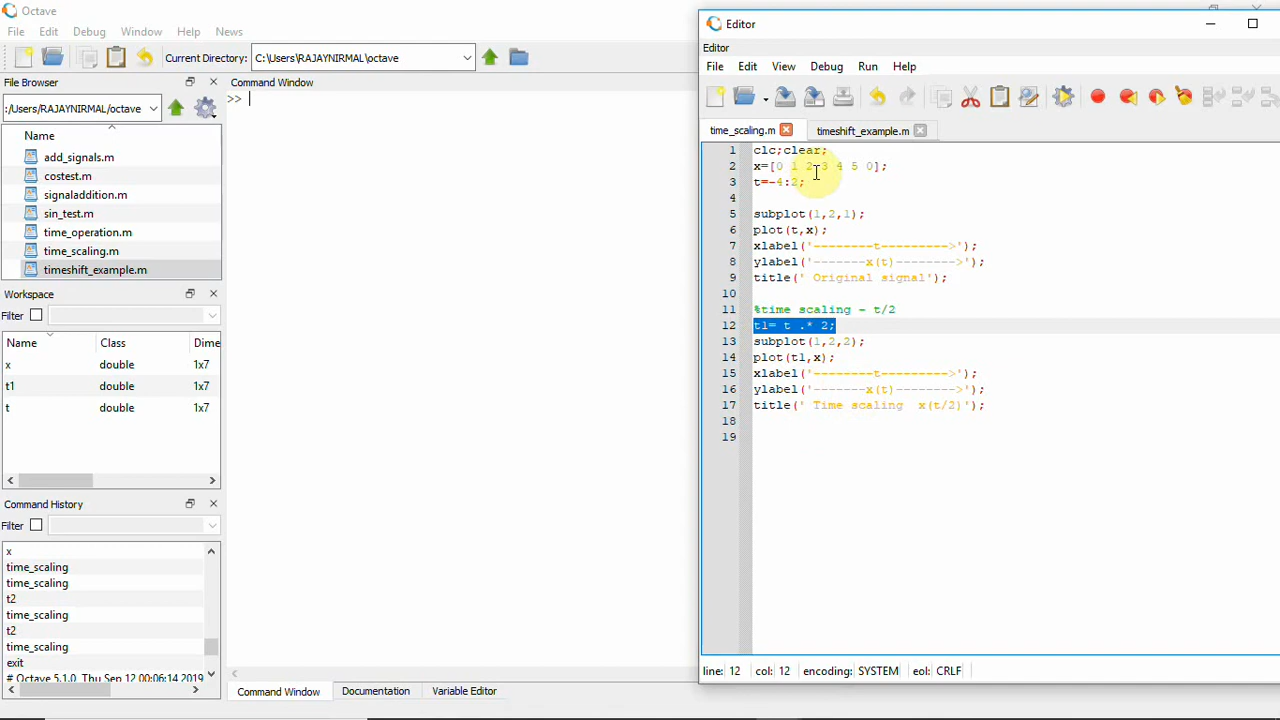 Octave
File Edit Debug Window Help News
Current Directory: C:\Users\RAJAYNIRMAL\octave
File Browser
:/Users/RAJAYNIRMAL/octave
Name
add_signals.m
costest.m
signaladdition.m
sin_test.m
time_operation.m
time_scaling.m
timeshift_example.m
Workspace
Filter
Name Class Dime
x double 1x7
t1 double 1x7
t double 1x7
Command History
Filter
x
time_scaling
time_scaling
t2
time_scaling
t2
time_scaling
exit
# Octave 5.1.0, Thu Sep 12 00:06:14 2019
Command Window
>>
Command Window Documentation Variable Editor
Editor
Editor
File Edit View Debug Run Help
time_scaling.m timeshift_example.m
1 clc;clear;
2 x=[0 1 2 3 4 5 0];
3 t=-4:2;
4
5 subplot(1,2,1);
6 plot(t,x);
7 xlabel('--------t--------->');
8 ylabel('-------x(t)-------->');
9 title(' Original signal');
10
11 %time scaling - t/2
12 t1= t .* 2;
13 subplot(1,2,2);
14 plot(t1,x);
15 xlabel('--------t--------->');
16 ylabel('-------x(t)-------->');
17 title(' Time scaling  x(t/2)');
18
19
line: 12 col: 12 encoding: SYSTEM eol: CRLF